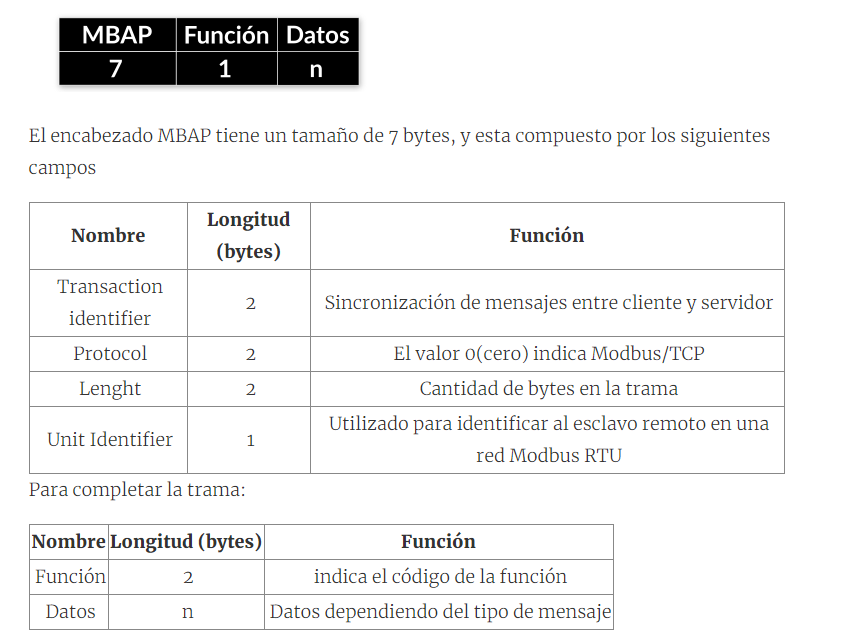 MBAP Función Datos
7 1 n
El encabezado MBAP tiene un tamaño de 7 bytes, y esta compuesto por los siguientes
campos
Nombre Longitud (bytes) Función
Transaction identifier 2 Sincronización de mensajes entre cliente y servidor
Protocol 2 El valor 0(cero) indica Modbus/TCP
Lenght 2 Cantidad de bytes en la trama
Unit Identifier 1 Utilizado para identificar al esclavo remoto en una red Modbus RTU
Para completar la trama:
Nombre Longitud (bytes) Función
Función 2 indica el código de la función
Datos n Datos dependiendo del tipo de mensaje